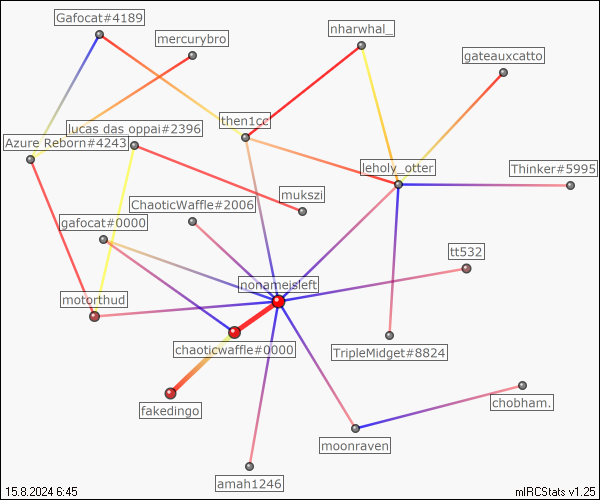 Gafocat#4189
nharwhal_
mercurybro
gateauxcatto
then1cc
lucas das oppai#2396
Azure Reborn#4243
leholy_otter
Thinker#5995
mukszi
ChaoticWaffle#2006
gafocat#0000
tt532
nonameisleft
motorthud
chaoticwaffle#0000
TripleMidget#8824
chobham.
fakedingo
moonraven
amah1246
15.8.2024 6:45
mIRCStats v1.25